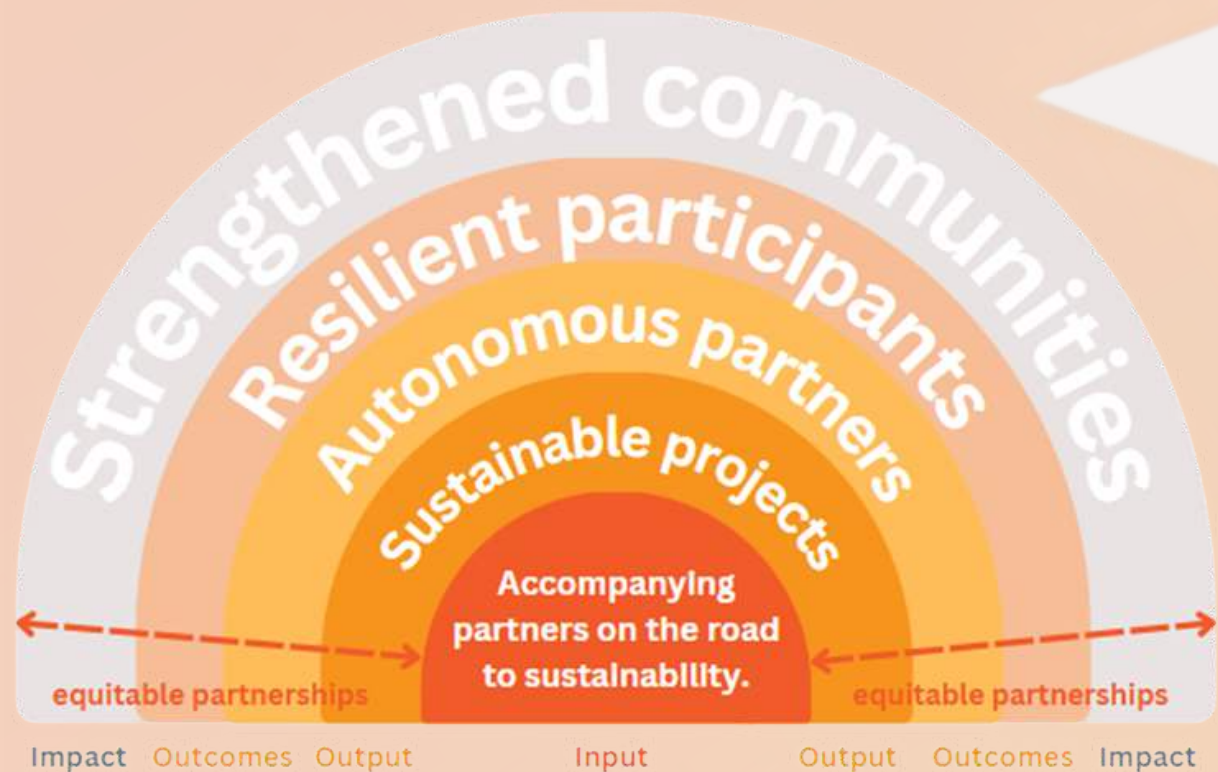 Strengthened communities
Resilient participants
Autonomous partners
Sustainable projects
Accompanying
partners on the road
to sustainability.
equitable partnerships
equitable partnerships
Impact Outcomes Output Input Output Outcomes Impact